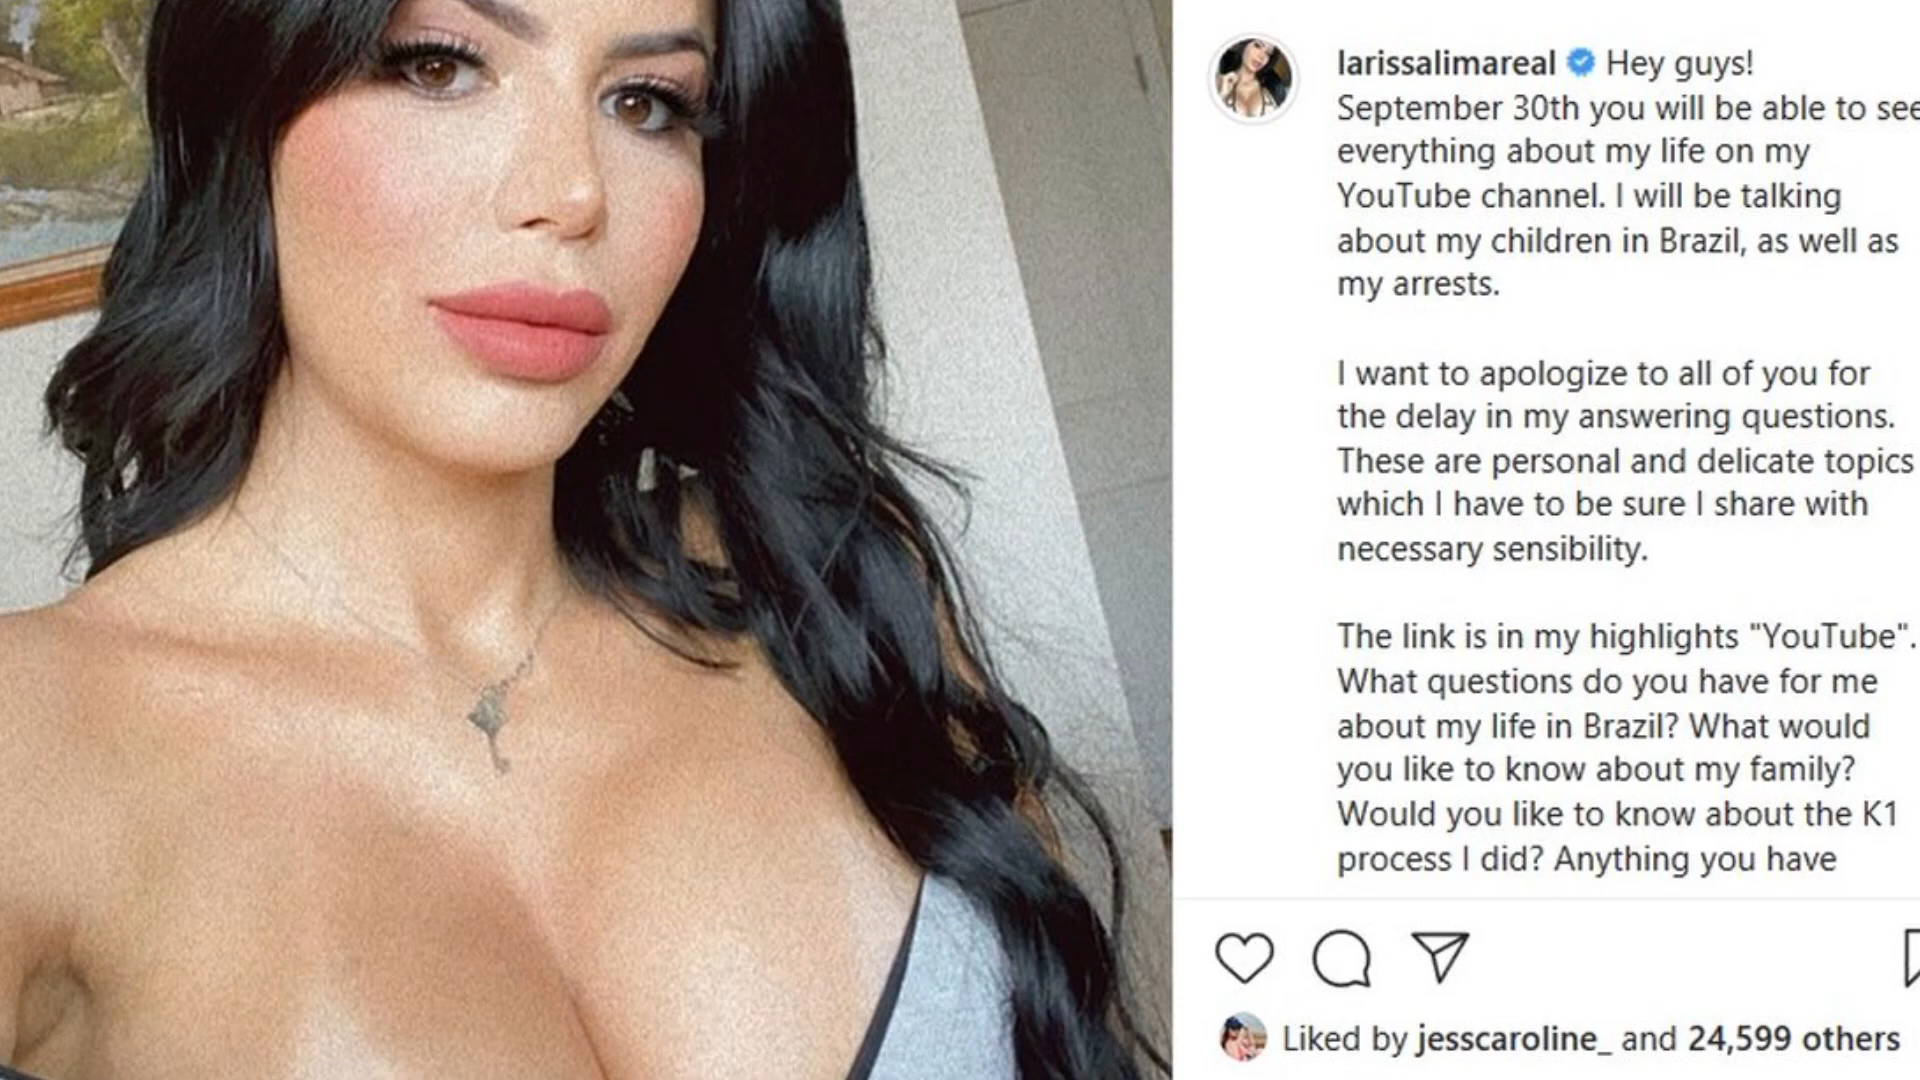 larissalimareal Hey guys!
September 30th you will be able to see
everything about my life on my
YouTube channel. I will be talking
about my children in Brazil, as well as
my arrests.
I want to apologize to all of you for
the delay in my answering questions.
These are personal and delicate topics
which I have to be sure I share with
necessary sensibility.
The link is in my highlights "YouTube".
What questions do you have for me
about my life in Brazil? What would
you like to know about my family?
Would you like to know about the K1
process I did? Anything you have
Liked by jesscaroline_ and 24,599 others